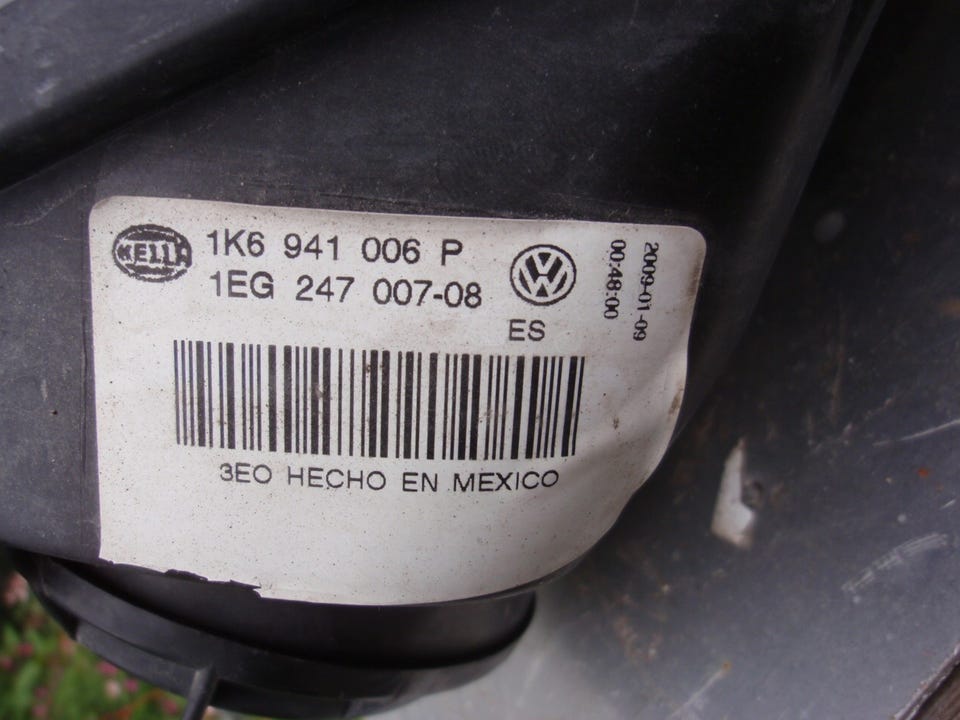 HELLA
1K6 941 006 P
1EG 247 007-08
ES
2009-01-09
00:48:00
3EO HECHO EN MEXICO